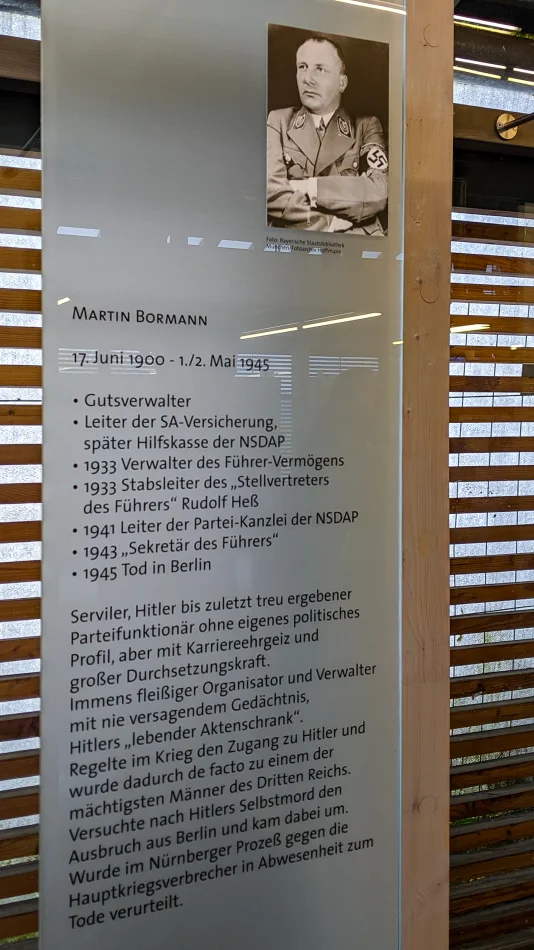 Foto: Bayerische Staatsbibliothek
München/Fotoarchiv Hoffmann
MARTIN BORMANN
17. Juni 1900 - 1./2. Mai 1945
• Gutsverwalter
• Leiter der SA-Versicherung,
später Hilfskasse der NSDAP
• 1933 Verwalter des Führer-Vermögens
• 1933 Stabsleiter des „Stellvertreters
des Führers“ Rudolf Heß
• 1941 Leiter der Partei-Kanzlei der NSDAP
• 1943 „Sekretär des Führers“
• 1945 Tod in Berlin
Serviler, Hitler bis zuletzt treu ergebener
Parteifunktionär ohne eigenes politisches
Profil, aber mit Karriereehrgeiz und
großer Durchsetzungskraft.
Immens fleißiger Organisator und Verwalter
mit nie versagendem Gedächtnis,
Hitlers „lebender Aktenschrank“.
Regelte im Krieg den Zugang zu Hitler und
wurde dadurch de facto zu einem der
mächtigsten Männer des Dritten Reichs.
Versuchte nach Hitlers Selbstmord den
Ausbruch aus Berlin und kam dabei um.
Wurde im Nürnberger Prozeß gegen die
Hauptkriegsverbrecher in Abwesenheit zum
Tode verurteilt.